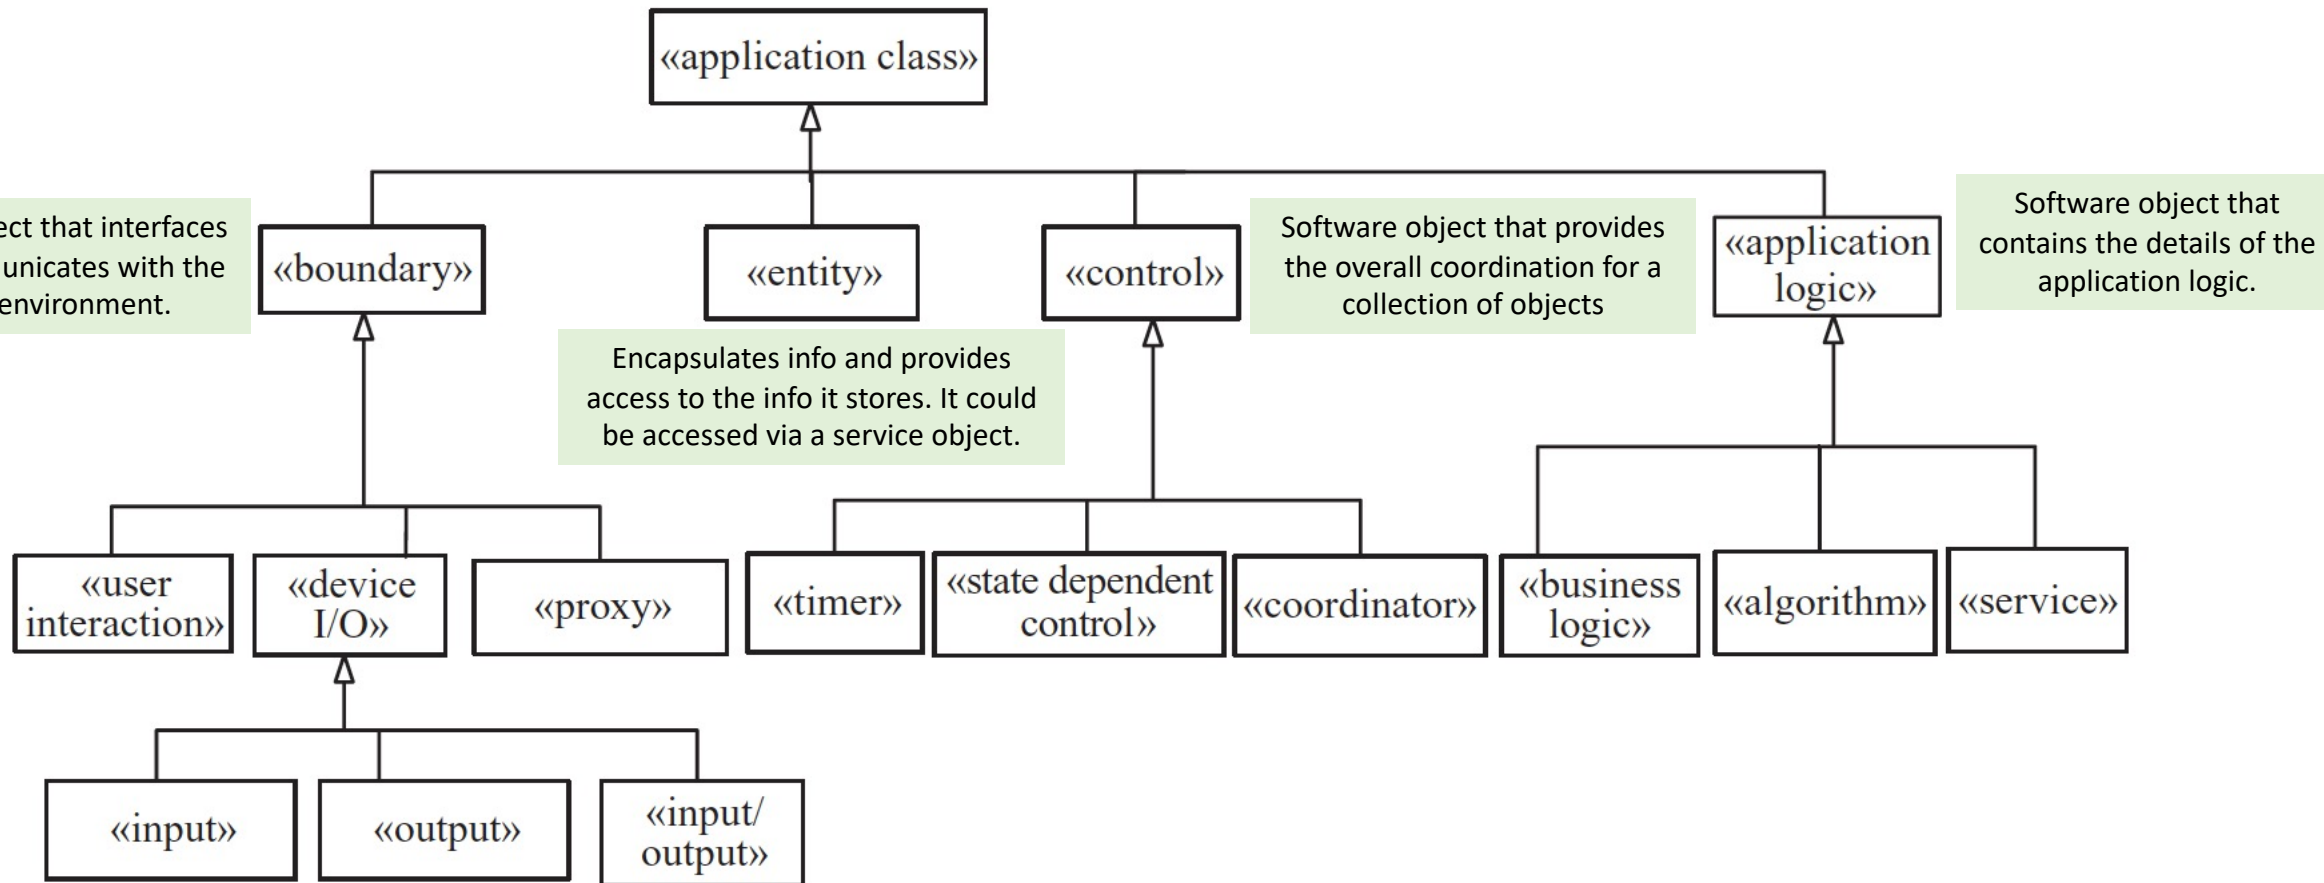 «application class»
that interfaces
with the
environment.
«boundary»
«entity»
«control»
Software object that provides
the overall coordination for a
collection of objects
«application
logic»
Software object that
contains the details of the
application logic.
Encapsulates info and provides
access to the info it stores. It could
be accessed via a service object.
«user
interaction»
«device
I/O»
«proxy»
«timer»
«state dependent
control»
«coordinator»
«business
logic»
«algorithm»
«service»
«input»
«output»
«input/
output»